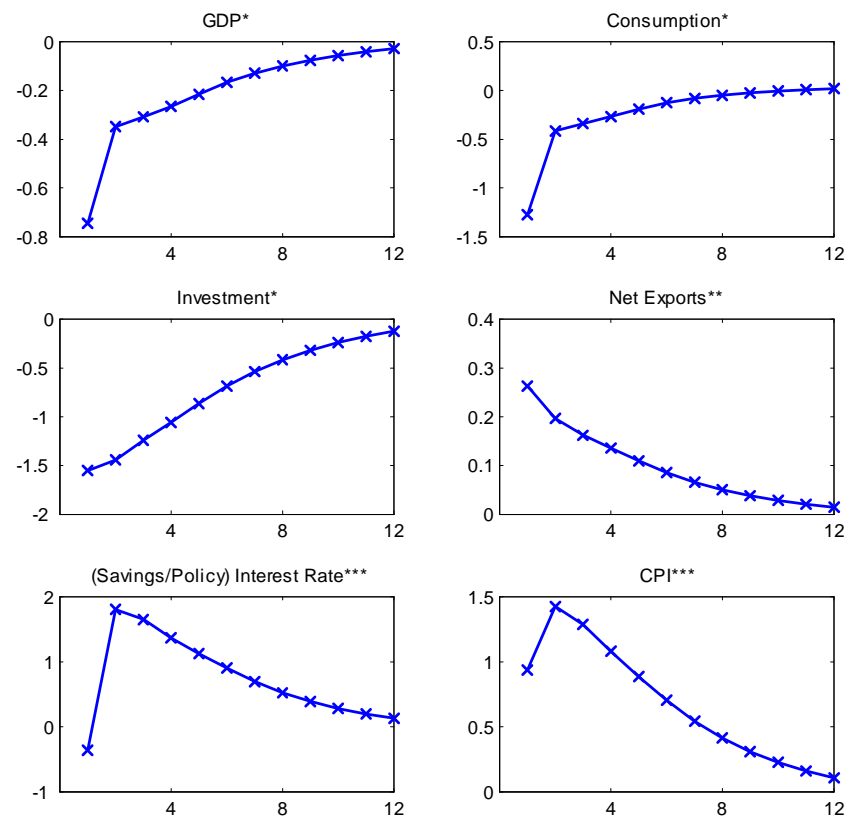 GDP*
0
-0.2
-0.4
-0.6
-0.8
4 8 12
Consumption*
0.5
0
-0.5
-1
-1.5
4 8 12
Investment*
0
-0.5
-1
-1.5
-2
4 8 12
Net Exports**
0.4
0.3
0.2
0.1
0
4 8 12
(Savings/Policy) Interest Rate***
2
1
0
-1
4 8 12
CPI***
1.5
1
0.5
0
4 8 12